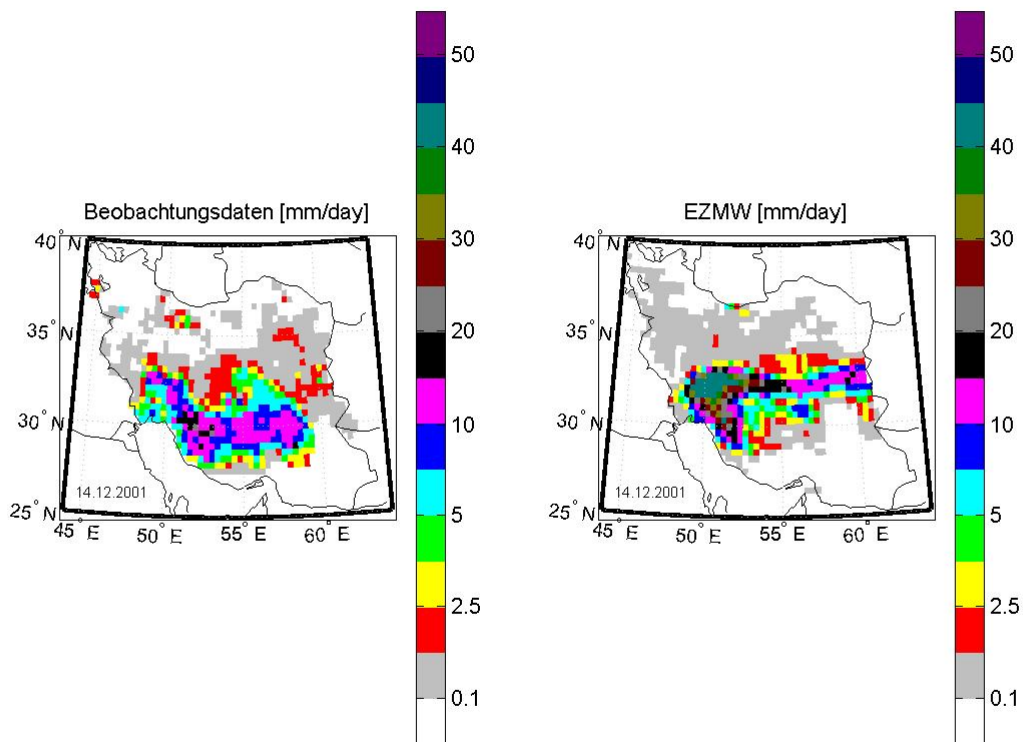 Beobachtungsdaten [mm/day]
40° N
35° N
30° N
25° N
45° E
50° E
55° E
60° E
14.12.2001
50
40
30
20
10
5
2.5
0.1
EZMW [mm/day]
40° N
35° N
30° N
25° N
45° E
50° E
55° E
60° E
14.12.2001
50
40
30
20
10
5
2.5
0.1